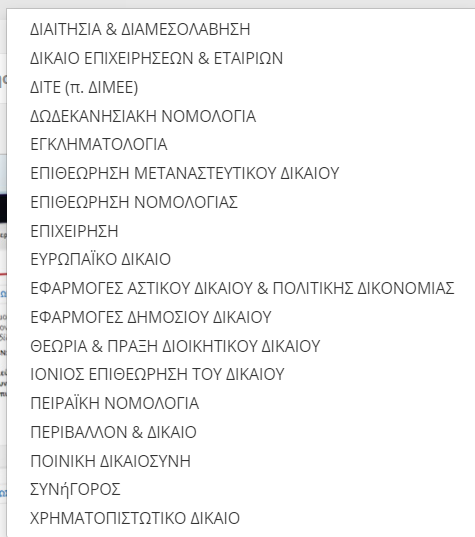 ΔΙΑΙΤΗΣΙΑ & ΔΙΑΜΕΣΟΛΑΒΗΣΗ
ΔΙΚΑΙΟ ΕΠΙΧΕΙΡΗΣΕΩΝ & ΕΤΑΙΡΙΩΝ
ΔΙΤΕ (π. ΔΙΜΕΕ)
ΔΩΔΕΚΑΝΗΣΙΑΚΗ ΝΟΜΟΛΟΓΙΑ
ΕΓΚΛΗΜΑΤΟΛΟΓΙΑ
ΕΠΙΘΕΩΡΗΣΗ ΜΕΤΑΝΑΣΤΕΥΤΙΚΟΥ ΔΙΚΑΙΟΥ
ΕΠΙΘΕΩΡΗΣΗ ΝΟΜΟΛΟΓΙΑΣ
ΕΠΙΧΕΙΡΗΣΗ
ΕΥΡΩΠΑΪΚΟ ΔΙΚΑΙΟ
ΕΦΑΡΜΟΓΕΣ ΑΣΤΙΚΟΥ ΔΙΚΑΙΟΥ & ΠΟΛΙΤΙΚΗΣ ΔΙΚΟΝΟΜΙΑΣ
ΕΦΑΡΜΟΓΕΣ ΔΗΜΟΣΙΟΥ ΔΙΚΑΙΟΥ
ΘΕΩΡΙΑ & ΠΡΑΞΗ ΔΙΟΙΚΗΤΙΚΟΥ ΔΙΚΑΙΟΥ
ΙΟΝΙΟΣ ΕΠΙΘΕΩΡΗΣΗ ΤΟΥ ΔΙΚΑΙΟΥ
ΠΕΙΡΑΪΚΗ ΝΟΜΟΛΟΓΙΑ
ΠΕΡΙΒΑΛΛΟΝ & ΔΙΚΑΙΟ
ΠΟΙΝΙΚΗ ΔΙΚΑΙΟΣΥΝΗ
ΣΥΝήΓΟΡΟΣ
ΧΡΗΜΑΤΟΠΙΣΤΩΤΙΚΟ ΔΙΚΑΙΟ